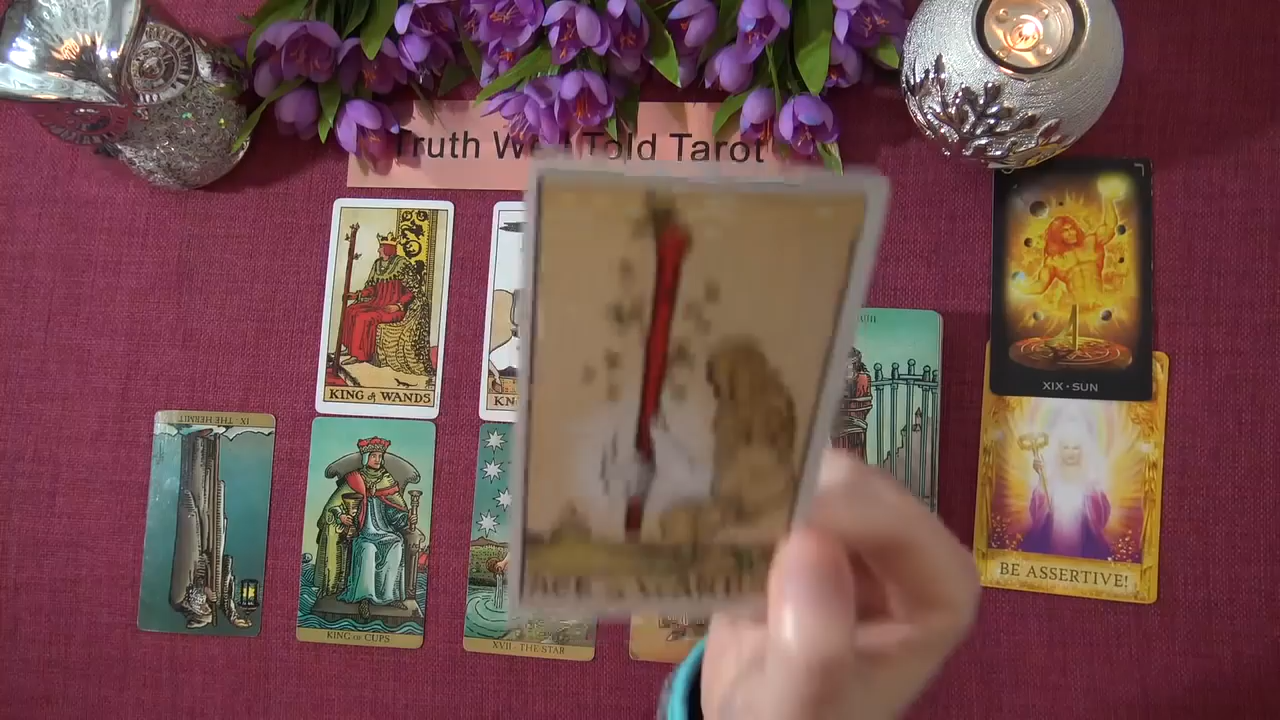 Truth W Told Tarot
KING of WANDS
KN
XIX · SUN
IX THE HERMIT
KING OF CUPS
XVII - THE STAR
BE ASSERTIVE!